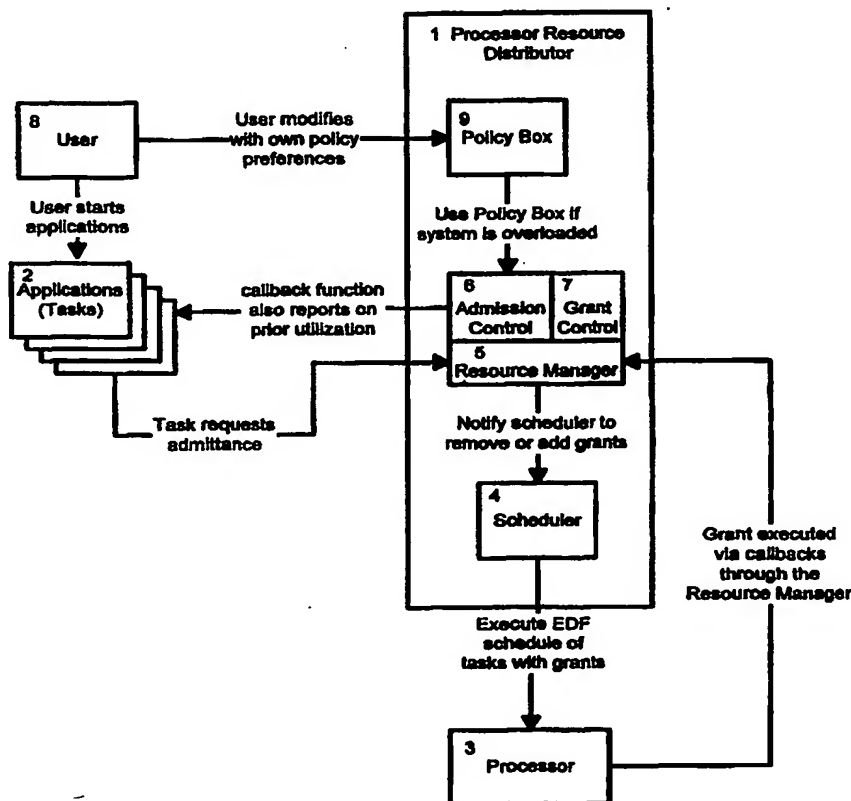 1 Processor Resource
Distributor
8
User
User modifies
with own policy
preferences
9
Policy Box
User starts
applications
Use Policy Box if
system is overloaded
2
Applications
(Tasks)
callback function
also reports on
prior utilization
6
Admission
Control
7
Grant
Control
5
Resource Manager
Task requests
admittance
Notify scheduler to
remove or add grants
4
Scheduler
Grant executed
via callbacks
through the
Resource Manager
Execute EDF
schedule of
tasks with grants
3
Processor